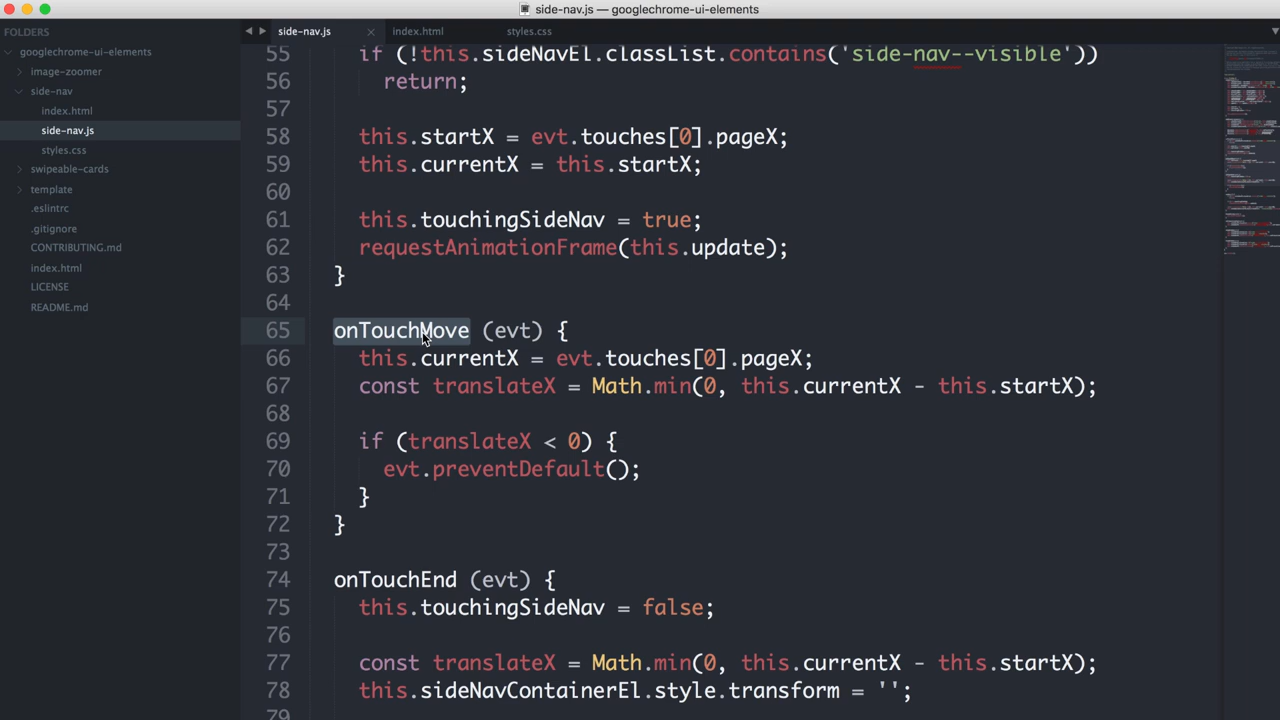 side-nav.js — googlechrome-ui-elements
FOLDERS
googlechrome-ui-elements
image-zoomer
side-nav
index.html
side-nav.js
styles.css
swipeable-cards
template
.eslintrc
.gitignore
CONTRIBUTING.md
index.html
LICENSE
README.md
side-nav.js
index.html
styles.css
55 if (!this.sideNavEl.classList.contains('side-nav--visible'))
56 return;
57
58 this.startX = evt.touches[0].pageX;
59 this.currentX = this.startX;
60
61 this.touchingSideNav = true;
62 requestAnimationFrame(this.update);
63 }
64
65 onTouchMove (evt) {
66 this.currentX = evt.touches[0].pageX;
67 const translateX = Math.min(0, this.currentX - this.startX);
68
69 if (translateX < 0) {
70 evt.preventDefault();
71 }
72 }
73
74 onTouchEnd (evt) {
75 this.touchingSideNav = false;
76
77 const translateX = Math.min(0, this.currentX - this.startX);
78 this.sideNavContainerEl.style.transform = '';
79